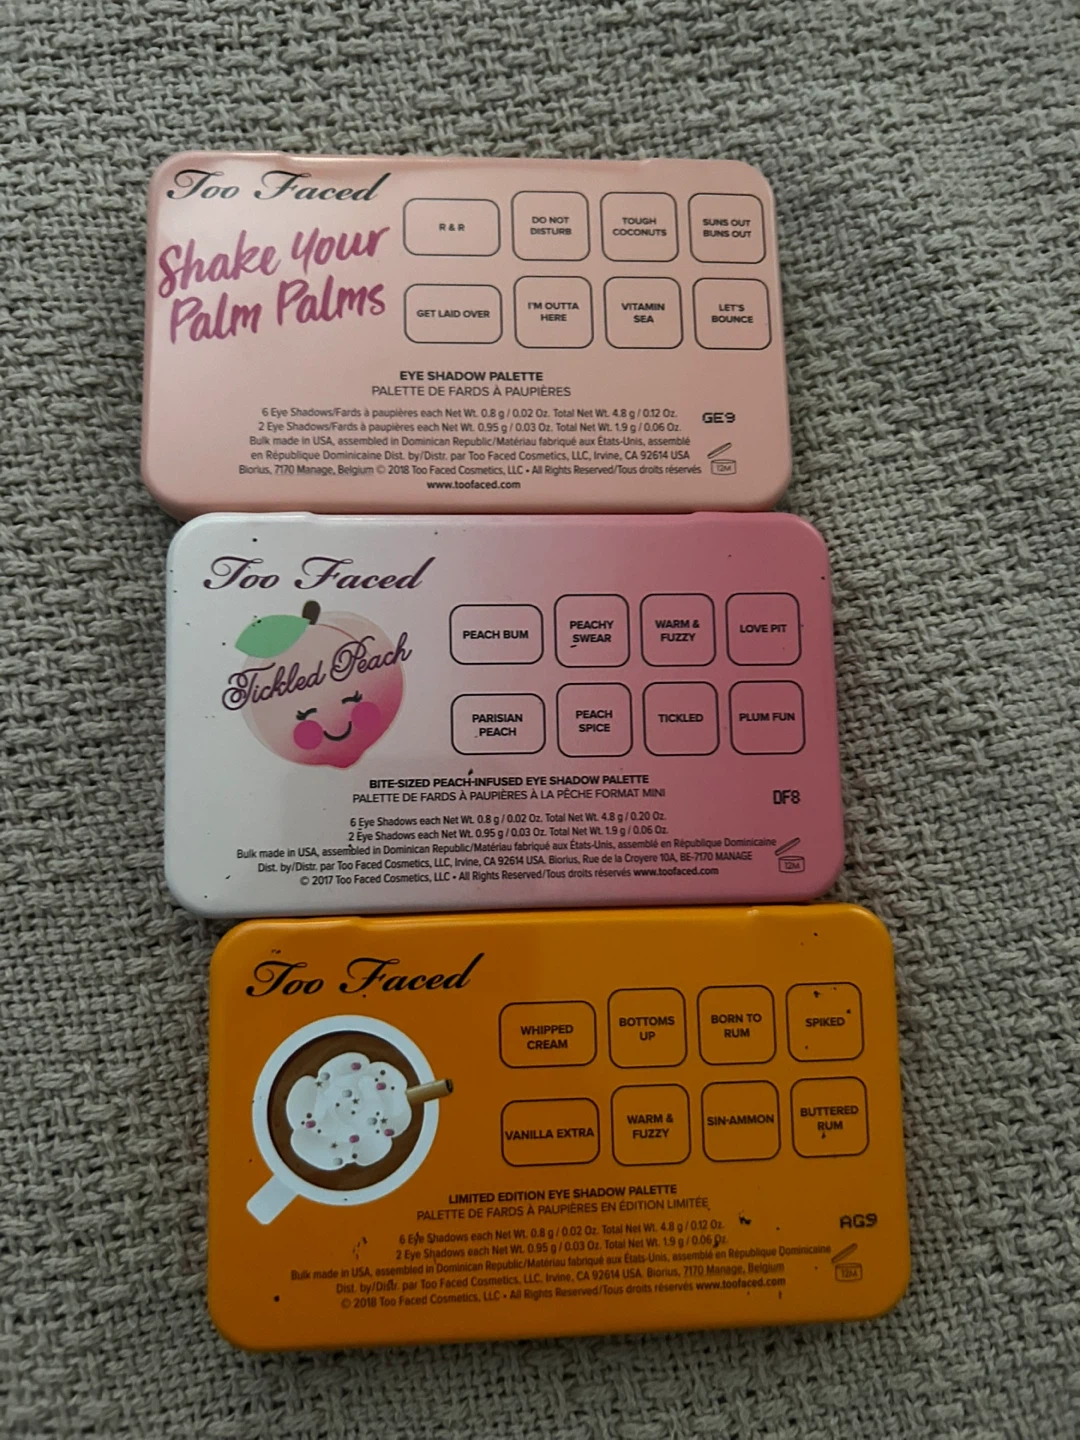 Too Faced
Shake Your
Palm Palms
R & R
DO NOT
DISTURB
TOUGH
COCONUTS
SUNS OUT
BUNS OUT
GET LAID OVER
I'M OUTTA
HERE
VITAMIN
SEA
LET'S
BOUNCE
EYE SHADOW PALETTE
PALETTE DE FARDS À PAUPIÈRES
6 Eye Shadows/Fards à paupières each Net Wt. 0.8 g / 0.02 Oz. Total Net Wt. 4.8 g / 0.12 Oz.
2 Eye Shadows/Fards à paupières each Net Wt. 0.95 g / 0.03 Oz. Total Net Wt. 1.9 g / 0.06 Oz.
Bulk made in USA, assembled in Dominican Republic/Matériau fabriqué aux États-Unis, assemblé
en République Dominicaine Dist. by/Distr. par Too Faced Cosmetics, LLC, Irvine, CA 92614 USA
Biorius, 7170 Manage, Belgium © 2018 Too Faced Cosmetics, LLC • All Rights Reserved/Tous droits réservés
www.toofaced.com
GE9
12M
Too Faced
Tickled Peach
PEACH BUM
PEACHY
SWEAR
WARM &
FUZZY
LOVE PIT
PARISIAN
PEACH
PEACH
SPICE
TICKLED
PLUM FUN
BITE-SIZED PEACH-INFUSED EYE SHADOW PALETTE
PALETTE DE FARDS À PAUPIÈRES À LA PÊCHE FORMAT MINI
6 Eye Shadows each Net Wt. 0.8 g / 0.02 Oz. Total Net Wt. 4.8 g / 0.20 Oz.
2 Eye Shadows each Net Wt. 0.95 g / 0.03 Oz. Total Net Wt. 1.9 g / 0.06 Oz.
Bulk made in USA, assembled in Dominican Republic/Matériau fabriqué aux États-Unis, assemblé en République Dominicaine
Dist. by/Distr. par Too Faced Cosmetics, LLC, Irvine, CA 92614 USA. Biorius, Rue de la Croyere 10A, BE-7170 MANAGE
© 2017 Too Faced Cosmetics, LLC • All Rights Reserved/Tous droits réservés www.toofaced.com
DF8
12M
Too Faced
WHIPPED
CREAM
BOTTOMS
UP
BORN TO
RUM
SPIKED
VANILLA EXTRA
WARM &
FUZZY
SIN-AMMON
BUTTERED
RUM
LIMITED EDITION EYE SHADOW PALETTE
PALETTE DE FARDS À PAUPIÈRES EN ÉDITION LIMITÉE
6 Eye Shadows each Net Wt. 0.8 g / 0.02 Oz. Total Net Wt. 4.8 g / 0.12 Oz.
2 Eye Shadows each Net Wt. 0.95 g / 0.03 Oz. Total Net Wt. 1.9 g / 0.06 Oz.
Bulk made in USA, assembled in Dominican Republic/Matériau fabriqué aux États-Unis, assemblé en République Dominicaine
Dist. by/Distr. par Too Faced Cosmetics, LLC, Irvine, CA 92614 USA. Biorius, 7170 Manage, Belgium
© 2018 Too Faced Cosmetics, LLC • All Rights Reserved/Tous droits réservés www.toofaced.com
AG9
12M